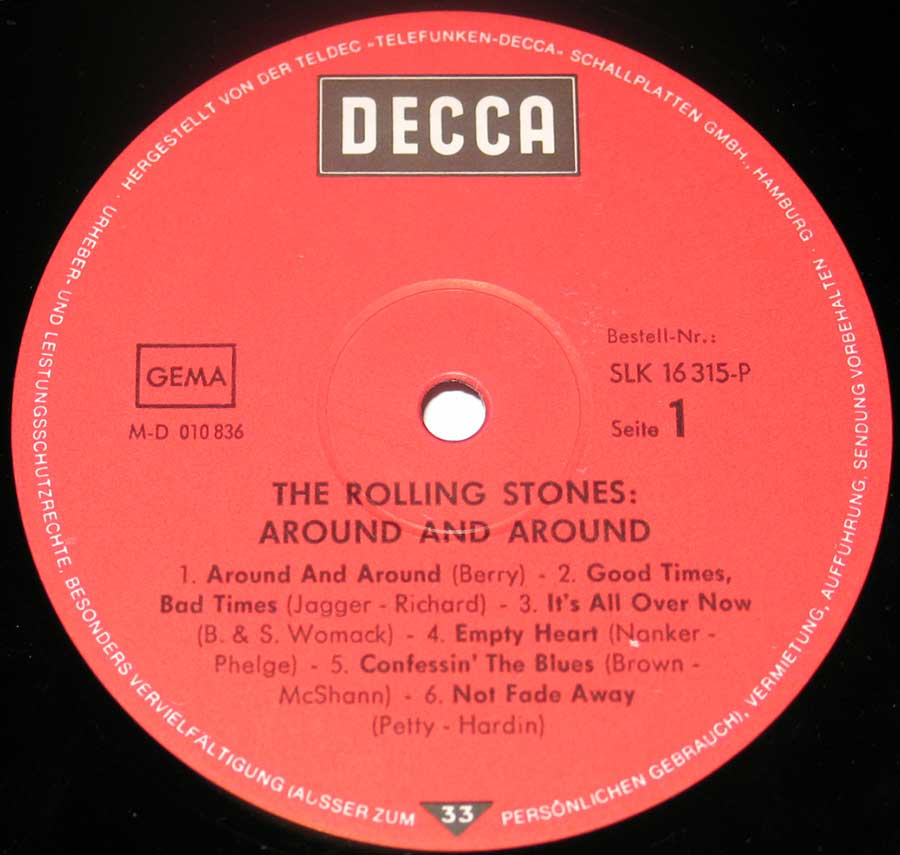 HERGESTELLT VON DER TELDEC »TELEFUNKEN-DECCA« SCHALLPLATTEN GMBH., HAMBURG · URHEBER- UND LEISTUNGSSCHUTZRECHTE, BESONDERS VERVIELFÄLTIGUNG (AUSSER ZUM PERSÖNLICHEN GEBRAUCH), VERMIETUNG, AUFFÜHRUNG, SENDUNG VORBEHALTEN ·
DECCA
GEMA
M-D 010 836
Bestell-Nr.:
SLK 16 315-P
Seite 1
THE ROLLING STONES:
AROUND AND AROUND
1. Around And Around (Berry) - 2. Good Times,
Bad Times (Jagger - Richard) - 3. It's All Over Now
(B. & S. Womack) - 4. Empty Heart (Nanker -
Phelge) - 5. Confessin' The Blues (Brown -
McShann) - 6. Not Fade Away
(Petty - Hardin)
33